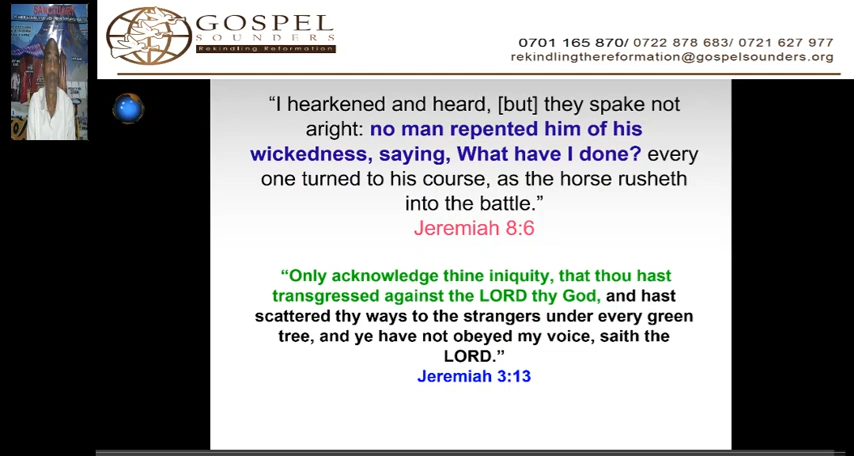 SANCTUARY
GOSPEL
SOUNDERS
Rekindling Reformation
0701 165 870/ 0722 878 683/ 0721 627 977
rekindlingthereformation@gospelsounders.org
“I hearkened and heard, [but] they spake not
aright: no man repented him of his
wickedness, saying, What have I done? every
one turned to his course, as the horse rusheth
into the battle.”
Jeremiah 8:6
“Only acknowledge thine iniquity, that thou hast
transgressed against the LORD thy God, and hast
scattered thy ways to the strangers under every green
tree, and ye have not obeyed my voice, saith the
LORD.”
Jeremiah 3:13